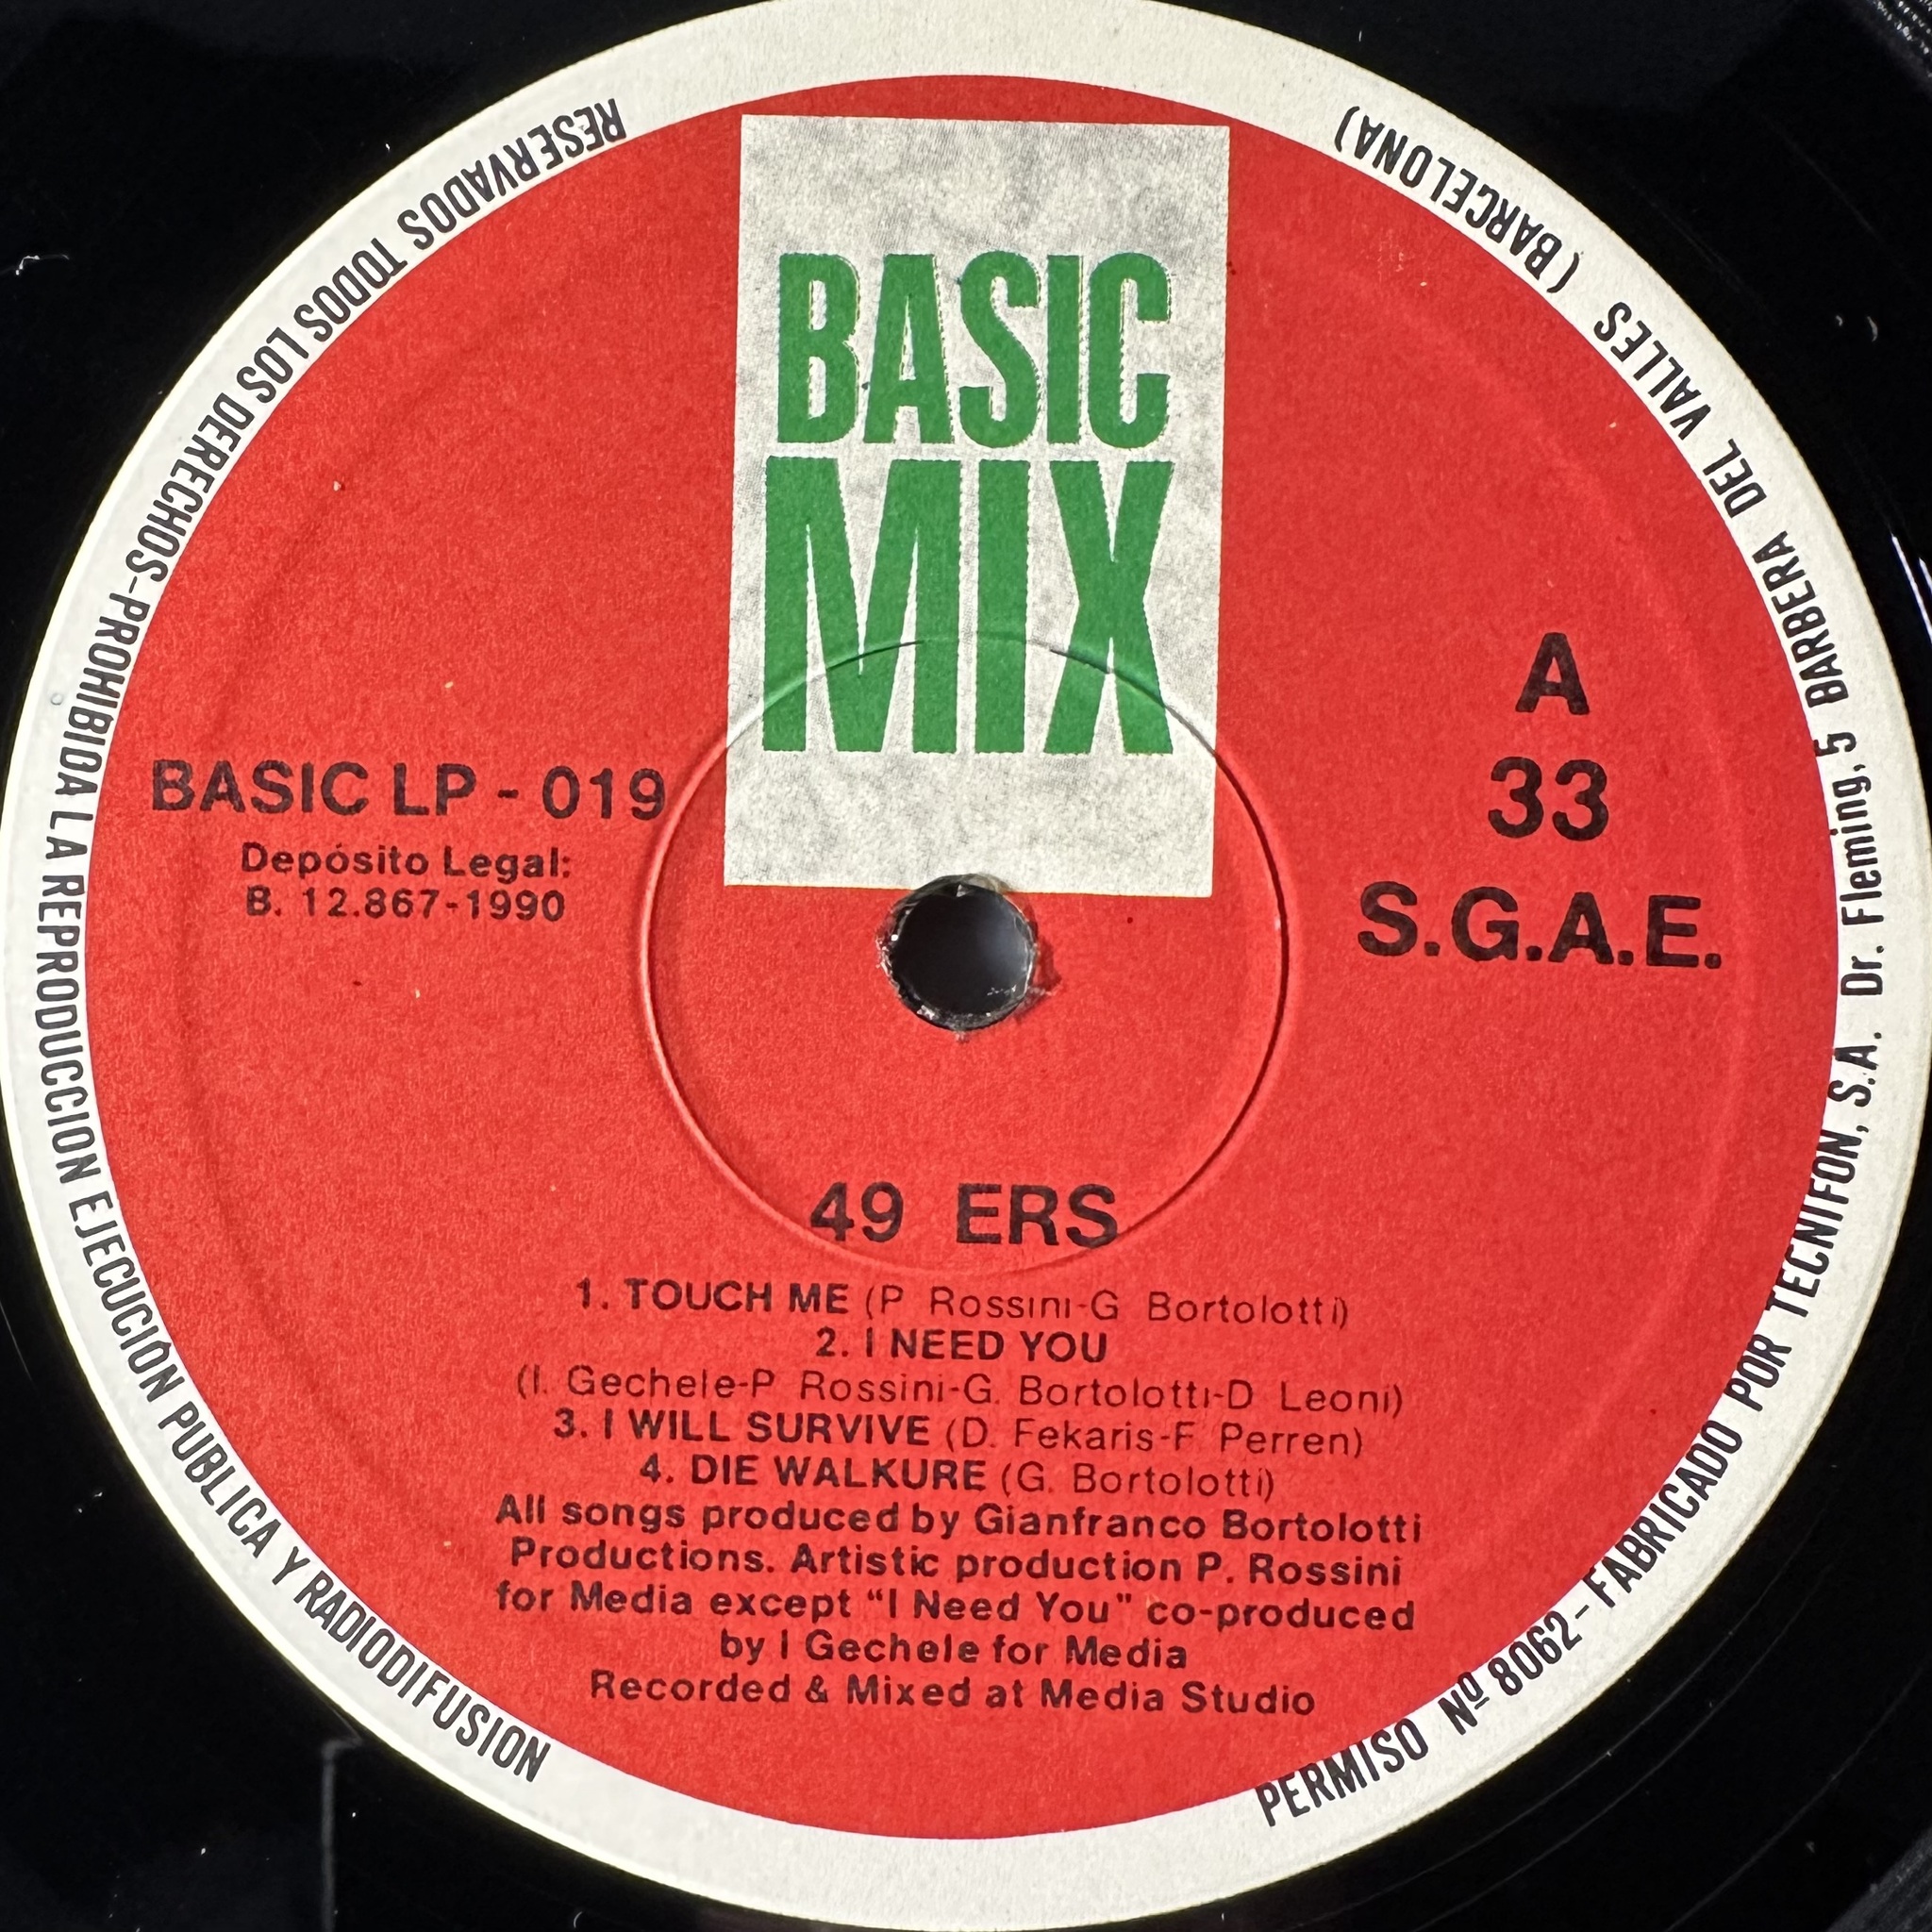 BASIC
MIX
BASIC LP - 019
Depósito Legal:
B. 12.867-1990
A
33
S.G.A.E.
49 ERS
1. TOUCH ME (P Rossini-G Bortolotti)
2. I NEED YOU
(I. Gechele-P Rossini-G. Bortolotti-D Leoni)
3. I WILL SURVIVE (D. Fekaris-F Perren)
4. DIE WALKURE (G. Bortolotti)
All songs produced by Gianfranco Bortolotti
Productions. Artistic production P. Rossini
for Media except "I Need You" co-produced
by I Gechele for Media
Recorded & Mixed at Media Studio
RESERVADOS TODOS LOS DERECHOS-PROHIBIDA LA REPRODUCCION EJECUCIÓN PUBLICA Y RADIODIFUSION
PERMISO Nº 8062-FABRICADO POR TECNIFON, S.A. Dr. Fleming, 5 BARBERA DEL VALLES (BARCELONA)